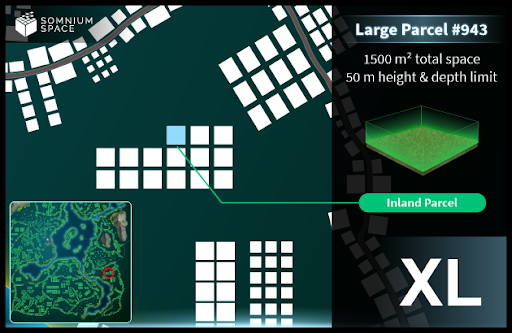 SOMNIUM
SPACE
Large Parcel #943
1500 m² total space
50 m height & depth limit
Inland Parcel
XL